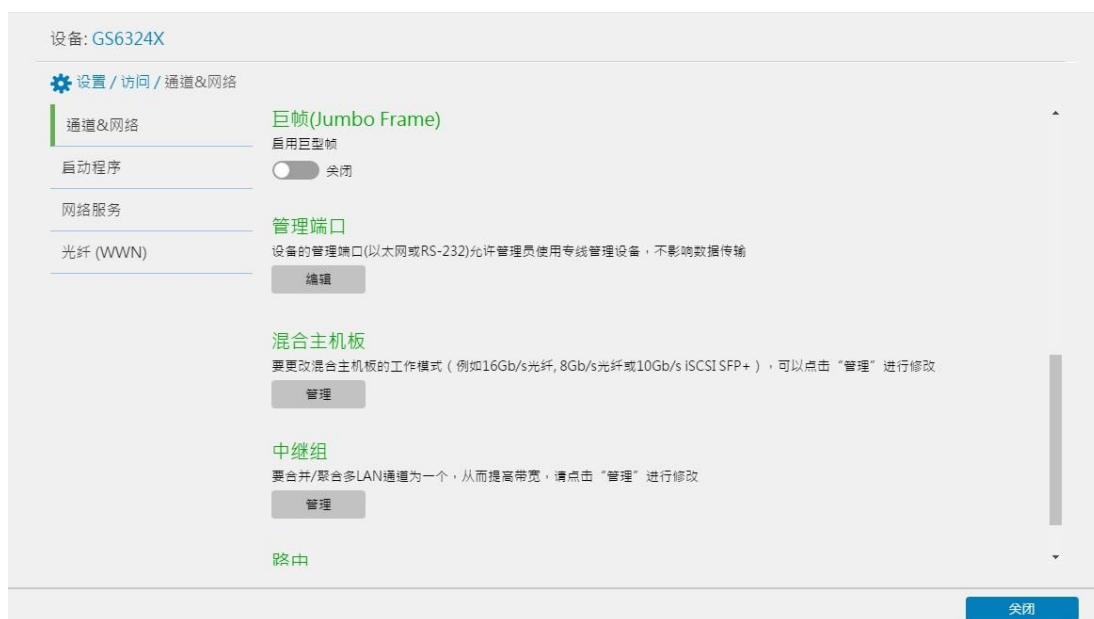 设备: GS6324X
设置 / 访问 / 通道&网络
通道&网络
启动程序
网络服务
光纤 (WWN)
巨帧(Jumbo Frame)
启用巨型帧
关闭
管理端口
设备的管理端口(以太网或RS-232)允许管理员使用专线管理设备，不影响数据传输
编辑
混合主机板
要更改混合主机板的工作模式（例如16Gb/s光纤, 8Gb/s光纤或10Gb/s iSCSI SFP+），可以点击“管理”进行修改
管理
中继组
要合并/聚合多LAN通道为一个，从而提高带宽，请点击“管理”进行修改
管理
路由
关闭